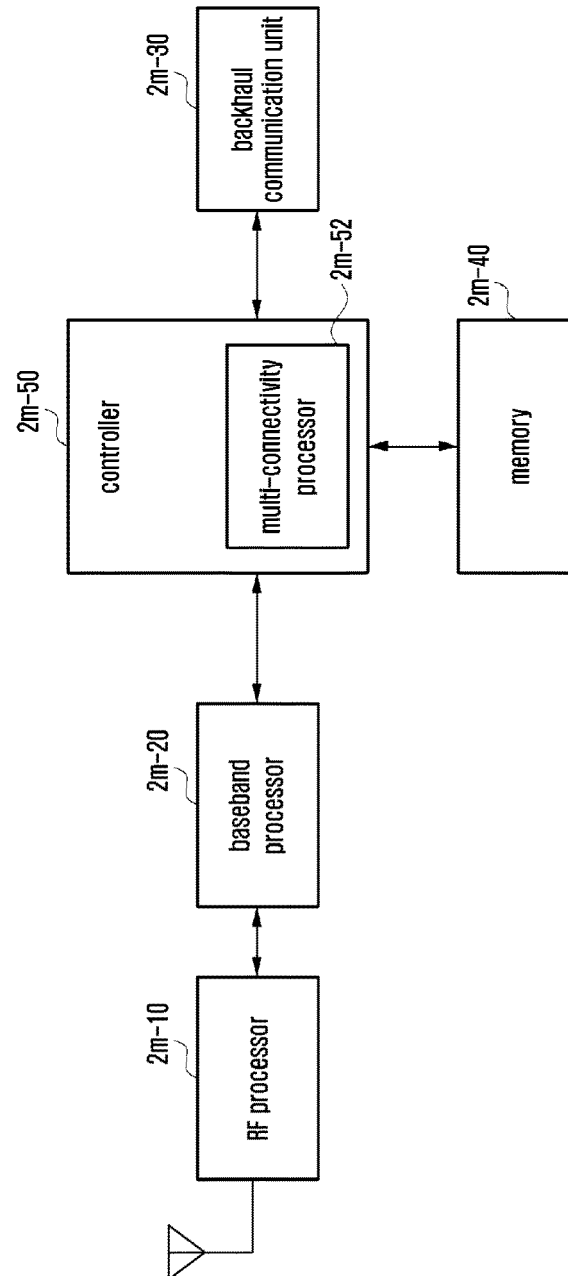 2m-10
RF processor
2m-20
baseband
processor
2m-50
controller
2m-52
multi-connectivity
processor
2m-30
backhaul
communication unit
2m-40
memory